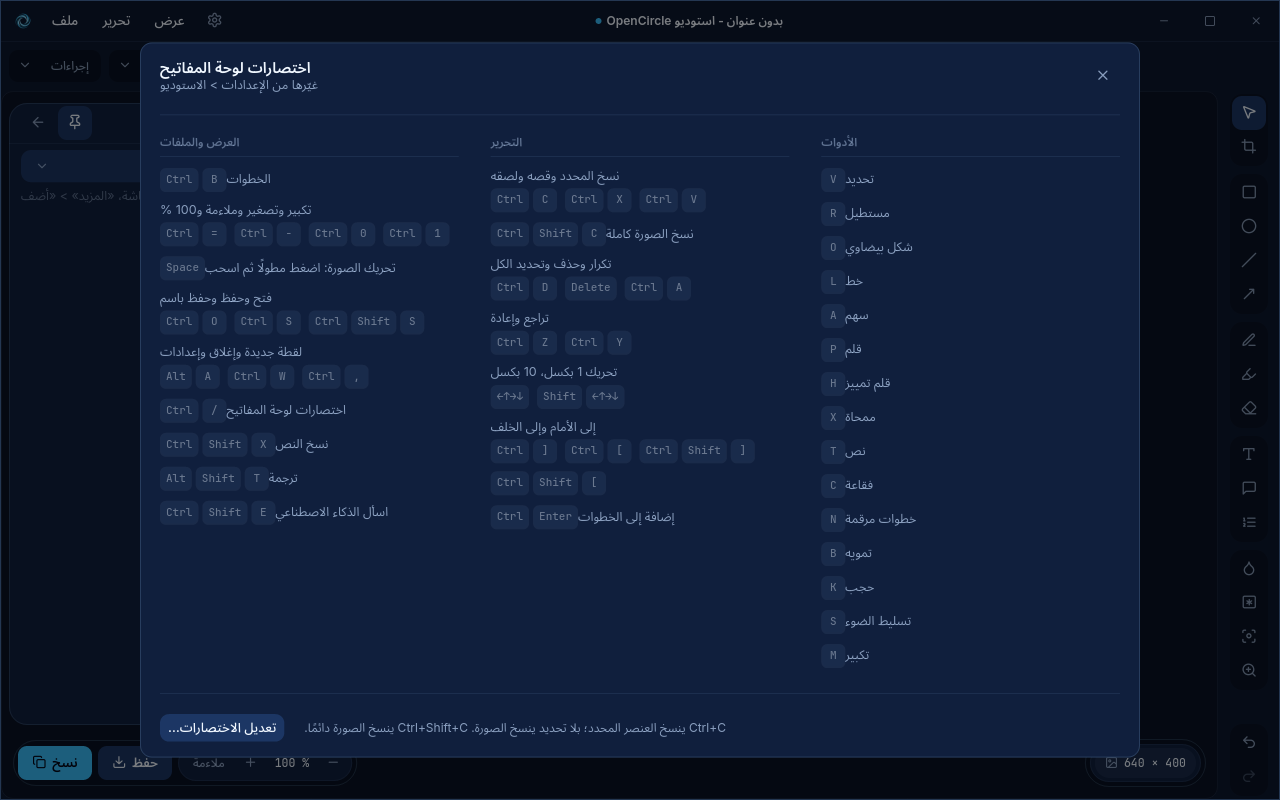 ملف
تحرير
عرض
بدون عنوان - استوديو OpenCircle
إجراءات
اختصارات لوحة المفاتيح
غيّرها من الإعدادات > الاستوديو
الأدوات
تحديد V
مستطيل R
شكل بيضاوي O
خط L
سهم A
قلم P
قلم تمييز H
ممحاة X
نص T
فقاعة C
خطوات مرقمة N
تمويه B
حجب K
تسليط الضوء S
تكبير M
التحرير
نسخ المحدد وقصه ولصقه
Ctrl C Ctrl X Ctrl V
نسخ الصورة كاملة Ctrl Shift C
تكرار وحذف وتحديد الكل
Ctrl D Delete Ctrl A
تراجع وإعادة
Ctrl Z Ctrl Y
تحريك 1 بكسل، 10 بكسل
←↑→↓ Shift ←↑→↓
إلى الأمام وإلى الخلف
Ctrl ] Ctrl [ Ctrl Shift ]
Ctrl Shift [
إضافة إلى الخطوات Ctrl Enter
العرض والملفات
الخطوات Ctrl B
تكبير وتصغير وملاءمة و100 %
Ctrl = Ctrl - Ctrl 0 Ctrl 1
تحريك الصورة: اضغط مطولًا ثم اسحب Space
فتح وحفظ وحفظ باسم
Ctrl O Ctrl S Ctrl Shift S
لقطة جديدة وإغلاق وإعدادات
Alt A Ctrl W Ctrl ,
اختصارات لوحة المفاتيح Ctrl /
نسخ النص Ctrl Shift X
ترجمة Alt Shift T
اسأل الذكاء الاصطناعي Ctrl Shift E
اشة. «المزيد» > «أضف
Ctrl+C ينسخ العنصر المحدد؛ بلا تحديد ينسخ الصورة. Ctrl+Shift+C ينسخ الصورة دائمًا.
تعديل الاختصارات...
640 × 400
100 %
ملاءمة
حفظ
نسخ